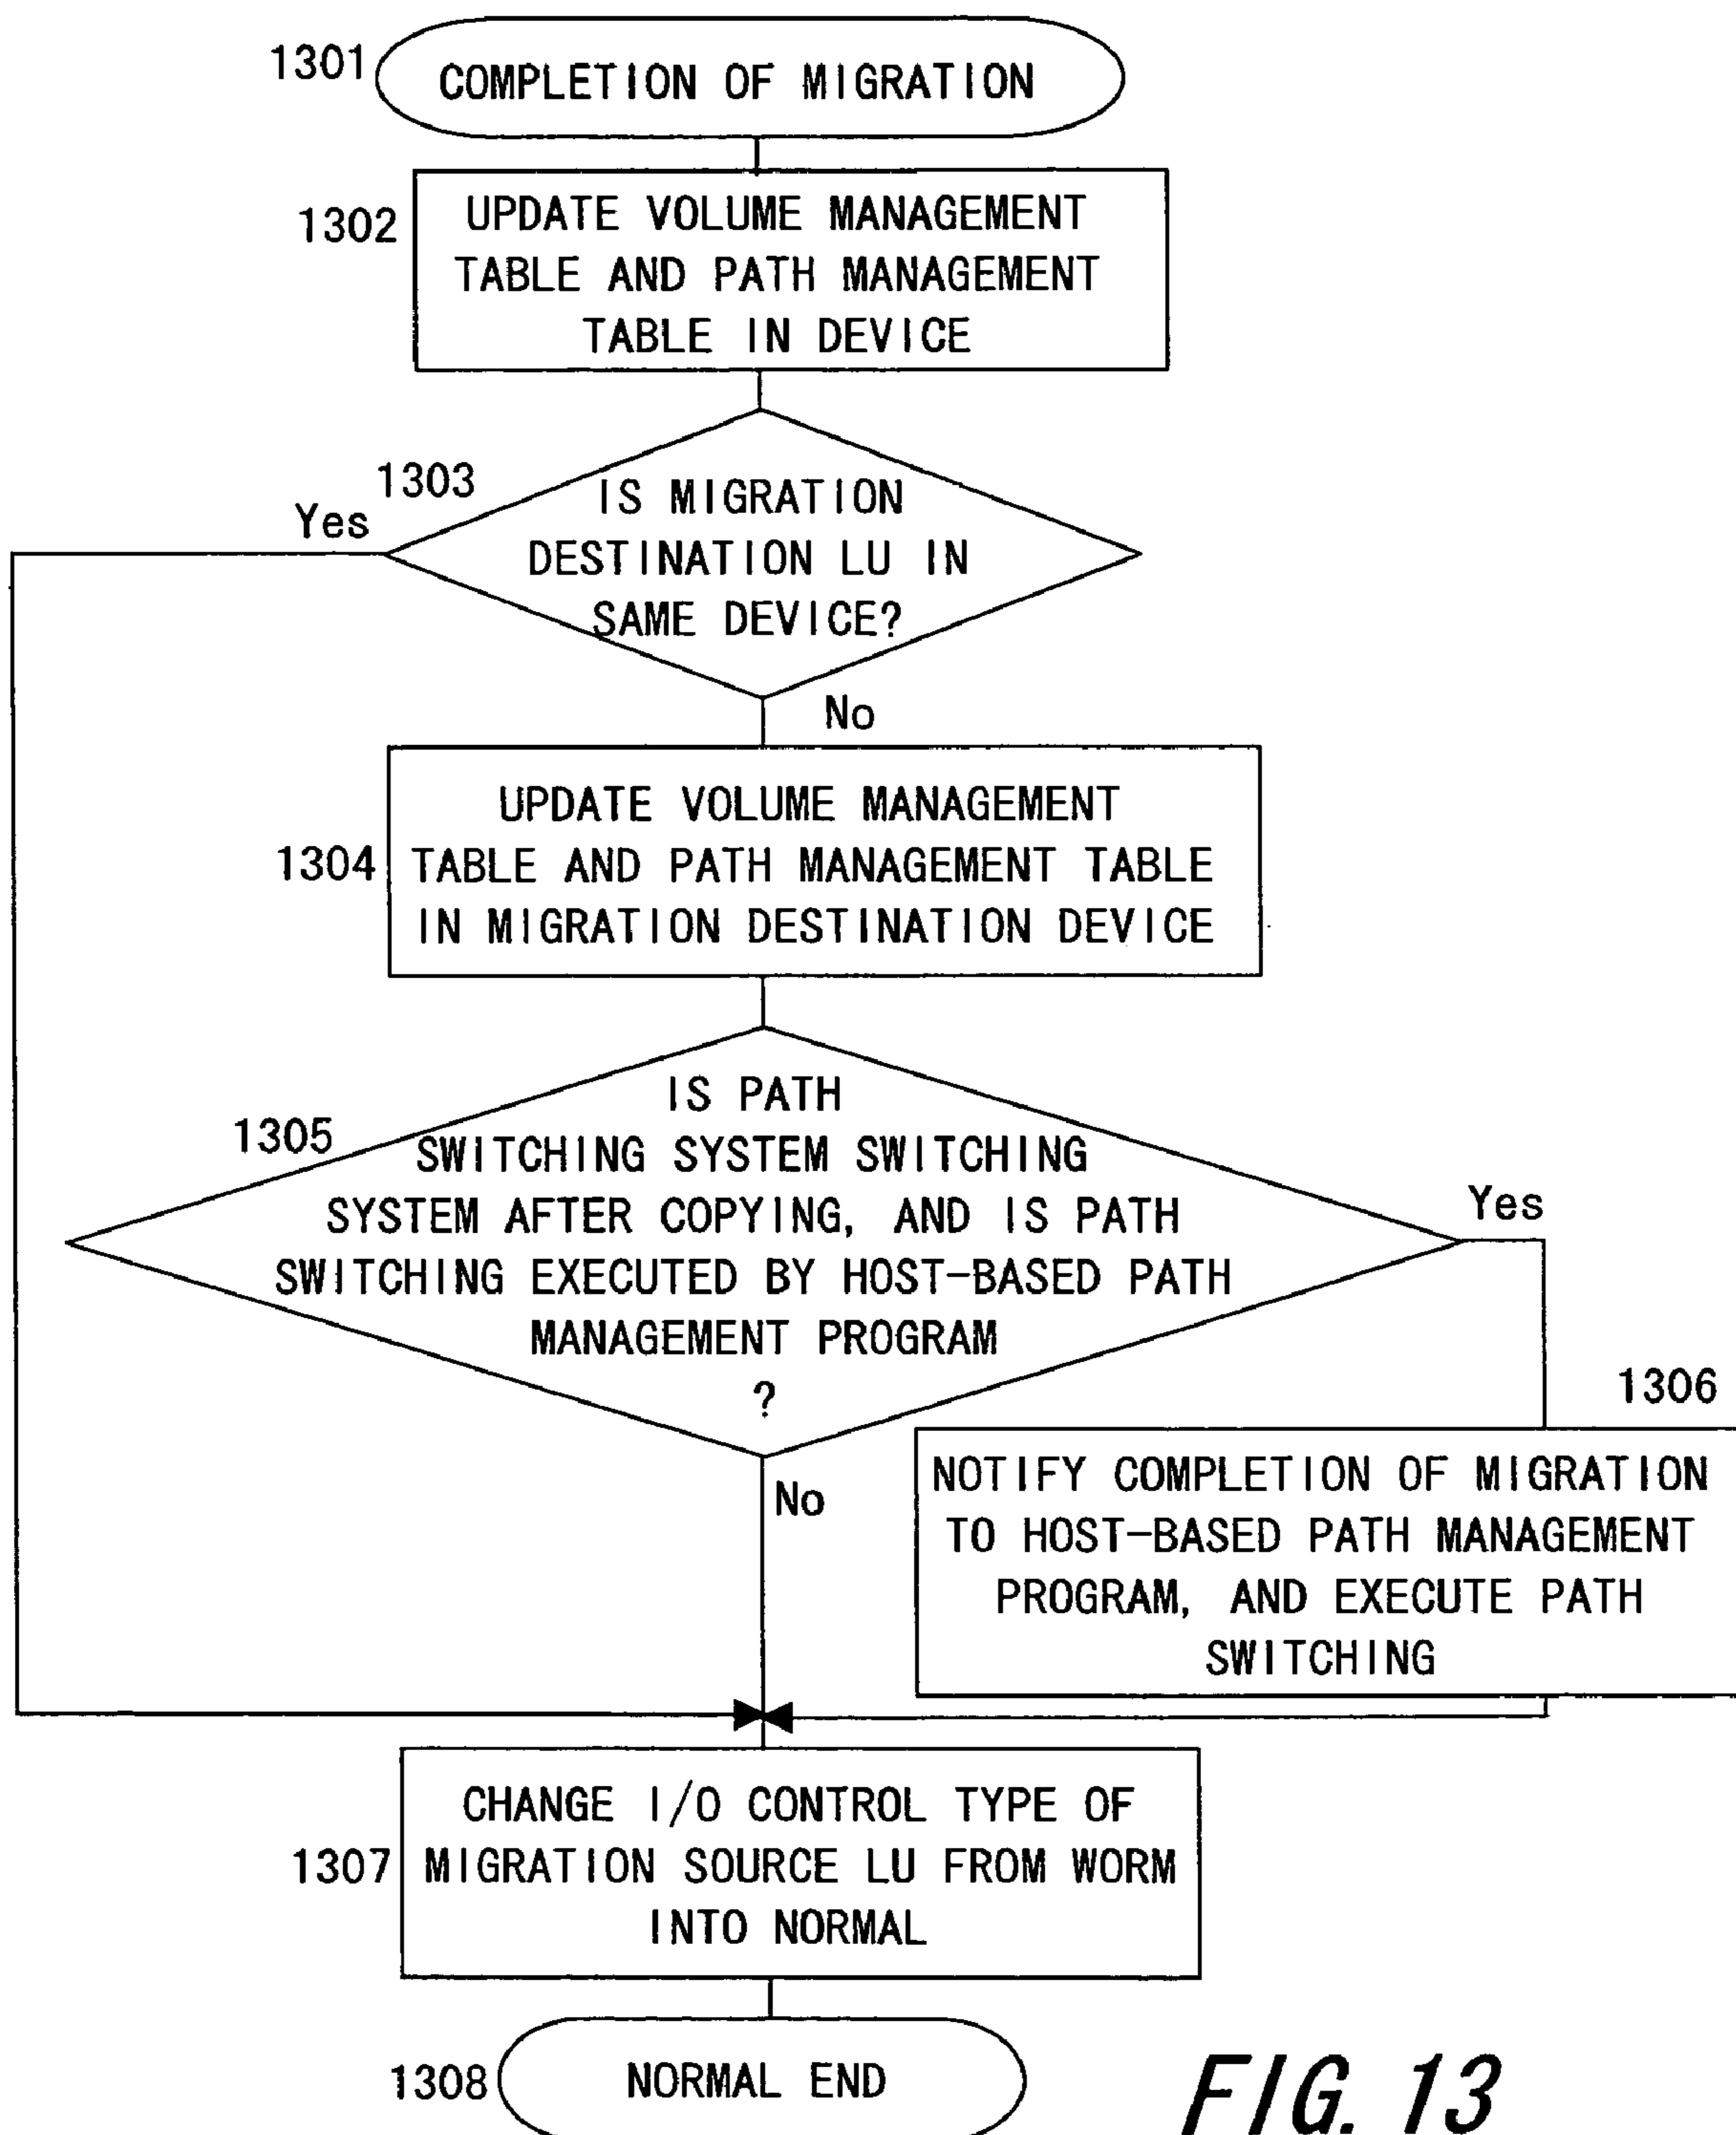 1301
COMPLETION OF MIGRATION
1302
UPDATE VOLUME MANAGEMENT
TABLE AND PATH MANAGEMENT
TABLE IN DEVICE
1303
Yes
IS MIGRATION
DESTINATION LU IN
SAME DEVICE?
No
UPDATE VOLUME MANAGEMENT
1304
TABLE AND PATH MANAGEMENT TABLE
IN MIGRATION DESTINATION DEVICE
IS PATH
1305
SWITCHING SYSTEM SWITCHING
SYSTEM AFTER COPYING, AND IS PATH
Yes
SWITCHING EXECUTED BY HOST-BASED PATH
MANAGEMENT PROGRAM
?
1306
No
NOTIFY COMPLETION OF MIGRATION
TO HOST-BASED PATH MANAGEMENT
PROGRAM, AND EXECUTE PATH
SWITCHING
CHANGE I/O CONTROL TYPE OF
1307
MIGRATION SOURCE LU FROM WORM
INTO NORMAL
1308
NORMAL END
FIG. 13